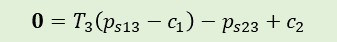 0 = T₃(pₛ₁₃ − c₁) − pₛ₂₃ + c₂